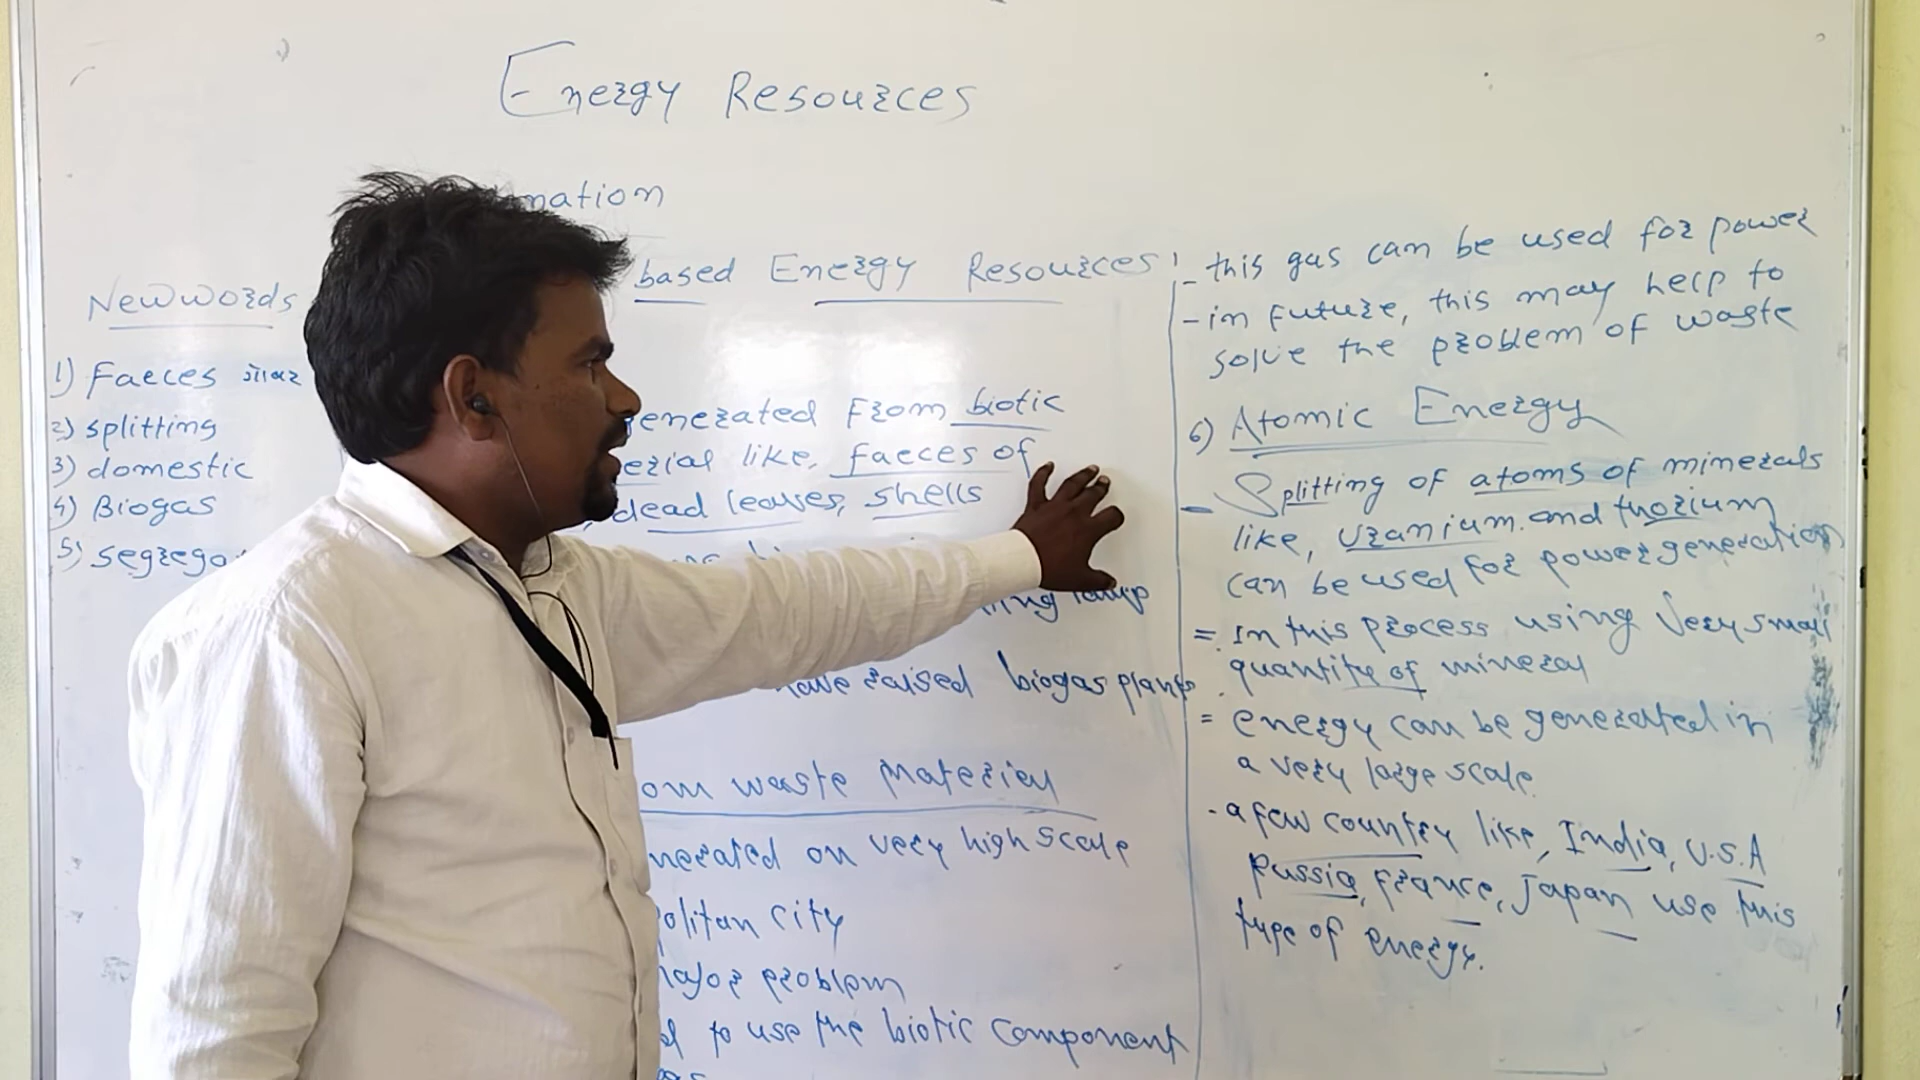 Energy Resources
mation
Newwords
based Energy Resources
1) Faeces गोबर
2) splitting
3) domestic
4) Biogas
5) segrega
enerated From biotic
erial like, faeces of
dead leaves, shells
ting lamp
have raised biogas plants.
om waste Material
nerated on very high scale
politan city
major problem
d to use the biotic component
- this gas can be used for power
- in future, this may help to
solve the problem of waste
6) Atomic Energy
- Splitting of atoms of minerals
like, Uranium and thorium
can be used for power generation
= In this process using Very small
quantity of mineral
= energy can be generated in
a very large scale
- a few country like, India, U.S.A
Russia, France, Japan use this
type of energy.